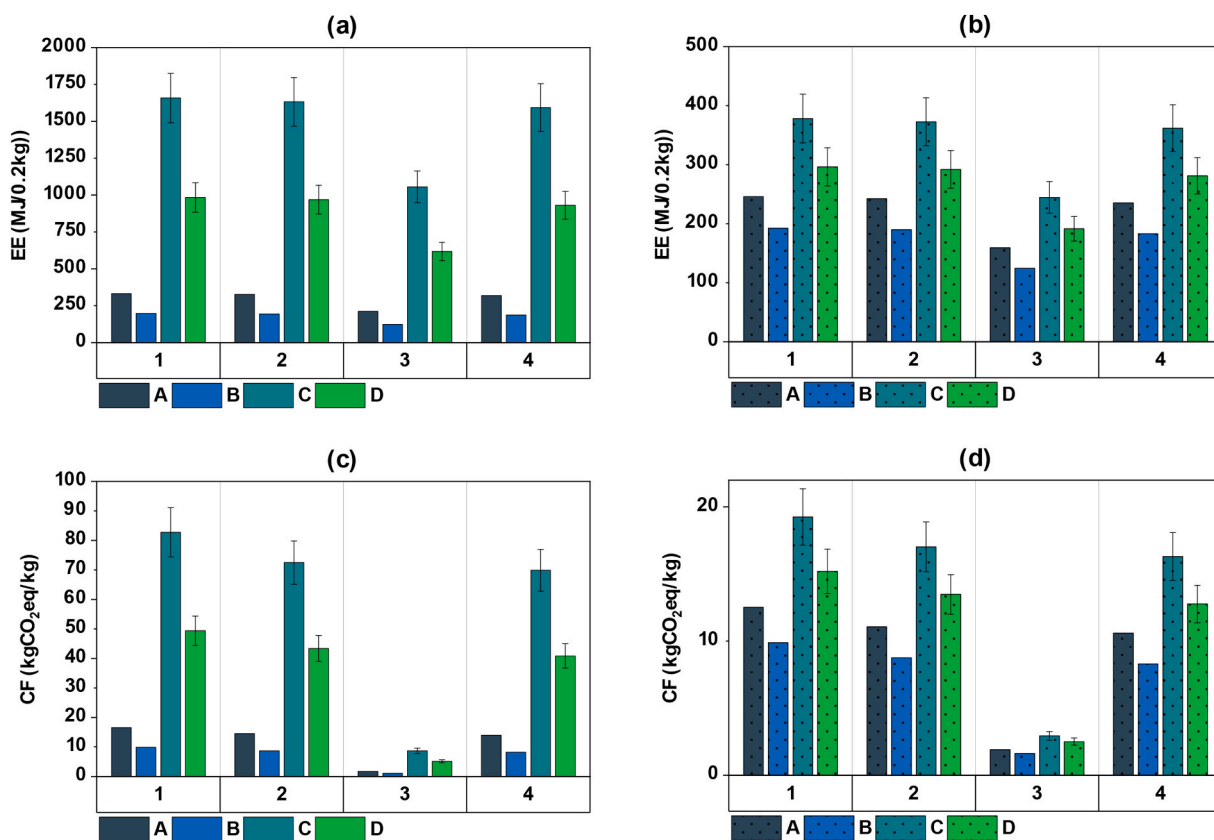 (a)
2000
1750
1500
1250
1000
750
500
250
0
EE (MJ/0.2kg))
1 2 3 4
A B C D
(b)
500
400
300
200
100
0
EE (MJ/0.2kg))
1 2 3 4
A B C D
(c)
100
90
80
70
60
50
40
30
20
10
0
CF (kgCO₂eq/kg)
1 2 3 4
A B C D
(d)
20
10
0
CF (kgCO₂eq/kg)
1 2 3 4
A B C D